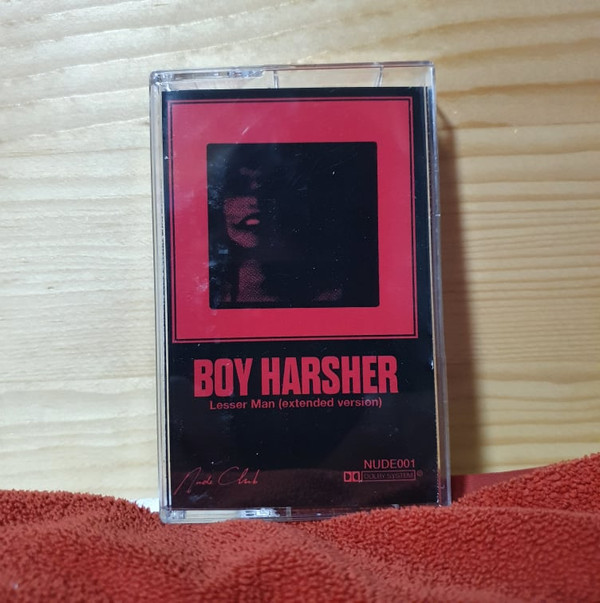 BOY HARSHER
Lesser Man (extended version)
NUDE001
Nude Club
DOLBY SYSTEM ®